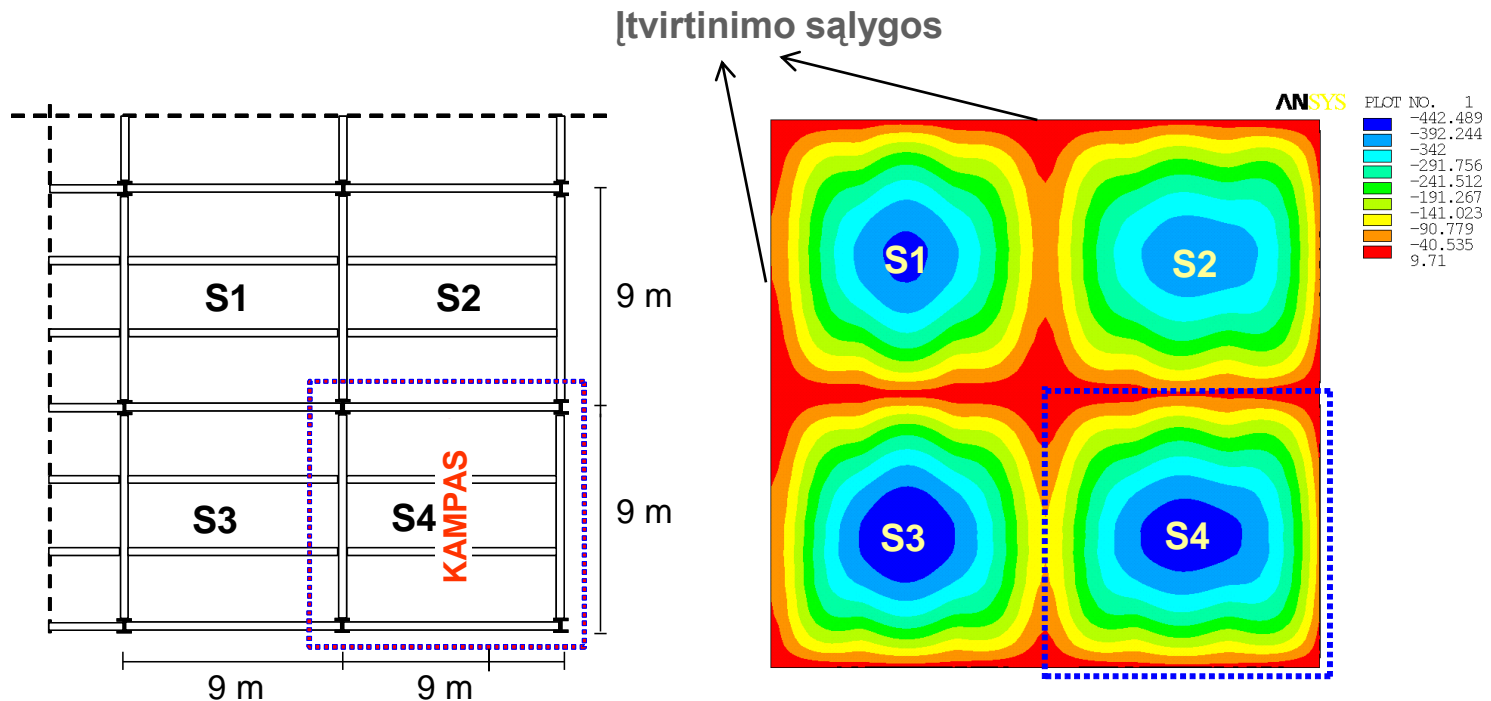 Įtvirtinimo sąlygos
S1
S2
9 m
S3
S4
KAMPAS
9 m
9 m
9 m
S1
S2
S3
S4
ANSYS PLOT NO. 1
-442.489
-392.244
-342
-291.756
-241.512
-191.267
-141.023
-90.779
-40.535
9.71